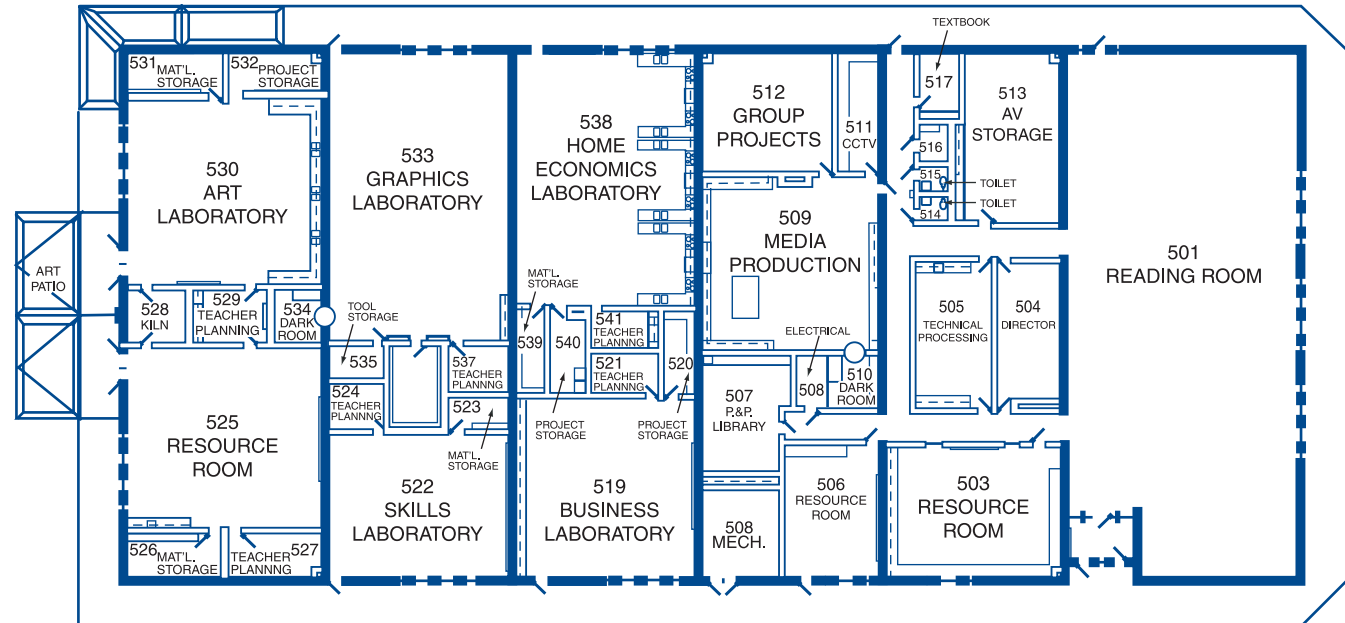 TEXTBOOK
531
MAT'L.
STORAGE
532
PROJECT
STORAGE
517
513
AV
STORAGE
512
GROUP
PROJECTS
511
CCTV
538
HOME
ECONOMICS
LABORATORY
516
530
ART
LABORATORY
533
GRAPHICS
LABORATORY
515
TOILET
TOILET
514
509
MEDIA
PRODUCTION
501
READING ROOM
ART
PATIO
MAT'L.
STORAGE
528
KILN
529
TEACHER
PLANNING
534
DARK
ROOM
TOOL
STORAGE
541
TEACHER
PLANNNG
ELECTRICAL
505
TECHNICAL
PROCESSING
504
DIRECTOR
535
537
TEACHER
PLANNNG
539
540
521
TEACHER
PLANNNG
520
508
510
DARK
ROOM
524
TEACHER
PLANNNG
523
507
P.&P.
LIBRARY
525
RESOURCE
ROOM
PROJECT
STORAGE
PROJECT
STORAGE
MAT'L.
STORAGE
522
SKILLS
LABORATORY
519
BUSINESS
LABORATORY
506
RESOURCE
ROOM
503
RESOURCE
ROOM
508
MECH.
526
MAT'L.
STORAGE
527
TEACHER
PLANNNG